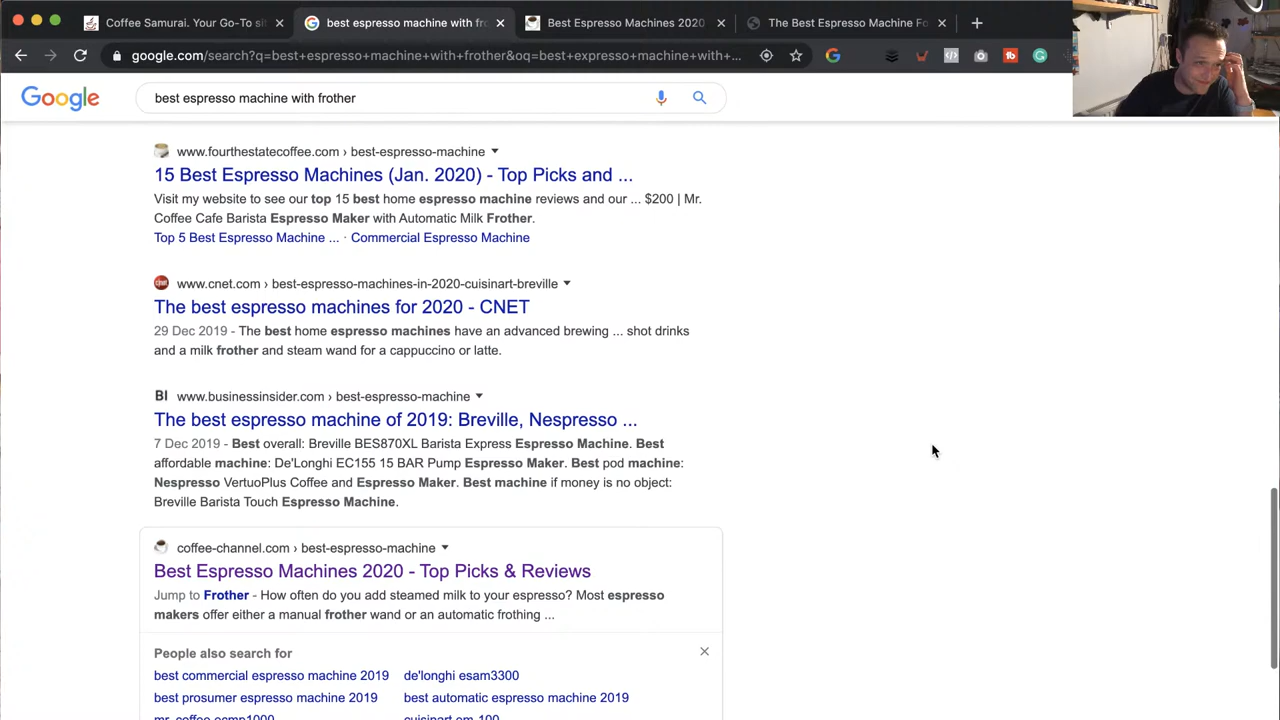 Coffee Samurai. Your Go-To si
best espresso machine with fro
Best Espresso Machines 2020
The Best Espresso Machine Fo
google.com/search?q=best+espresso+machine+with+frother&oq=best+expresso+machine+with+...
Google
best espresso machine with frother
www.fourthestatecoffee.com › best-espresso-machine
15 Best Espresso Machines (Jan. 2020) - Top Picks and ...
Visit my website to see our top 15 best home espresso machine reviews and our ... $200 | Mr.
Coffee Cafe Barista Espresso Maker with Automatic Milk Frother.
Top 5 Best Espresso Machine ... · Commercial Espresso Machine
cnet
www.cnet.com › best-espresso-machines-in-2020-cuisinart-breville
The best espresso machines for 2020 - CNET
29 Dec 2019 - The best home espresso machines have an advanced brewing ... shot drinks
and a milk frother and steam wand for a cappuccino or latte.
BI www.businessinsider.com › best-espresso-machine
The best espresso machine of 2019: Breville, Nespresso ...
7 Dec 2019 - Best overall: Breville BES870XL Barista Express Espresso Machine. Best
affordable machine: De'Longhi EC155 15 BAR Pump Espresso Maker. Best pod machine:
Nespresso VertuoPlus Coffee and Espresso Maker. Best machine if money is no object:
Breville Barista Touch Espresso Machine.
coffee-channel.com › best-espresso-machine
Best Espresso Machines 2020 - Top Picks & Reviews
Jump to Frother - How often do you add steamed milk to your espresso? Most espresso
makers offer either a manual frother wand or an automatic frothing ...
People also search for
best commercial espresso machine 2019
de'longhi esam3300
best prosumer espresso machine 2019
best automatic espresso machine 2019
mr. coffee ecmp1000
cuisinart em-100